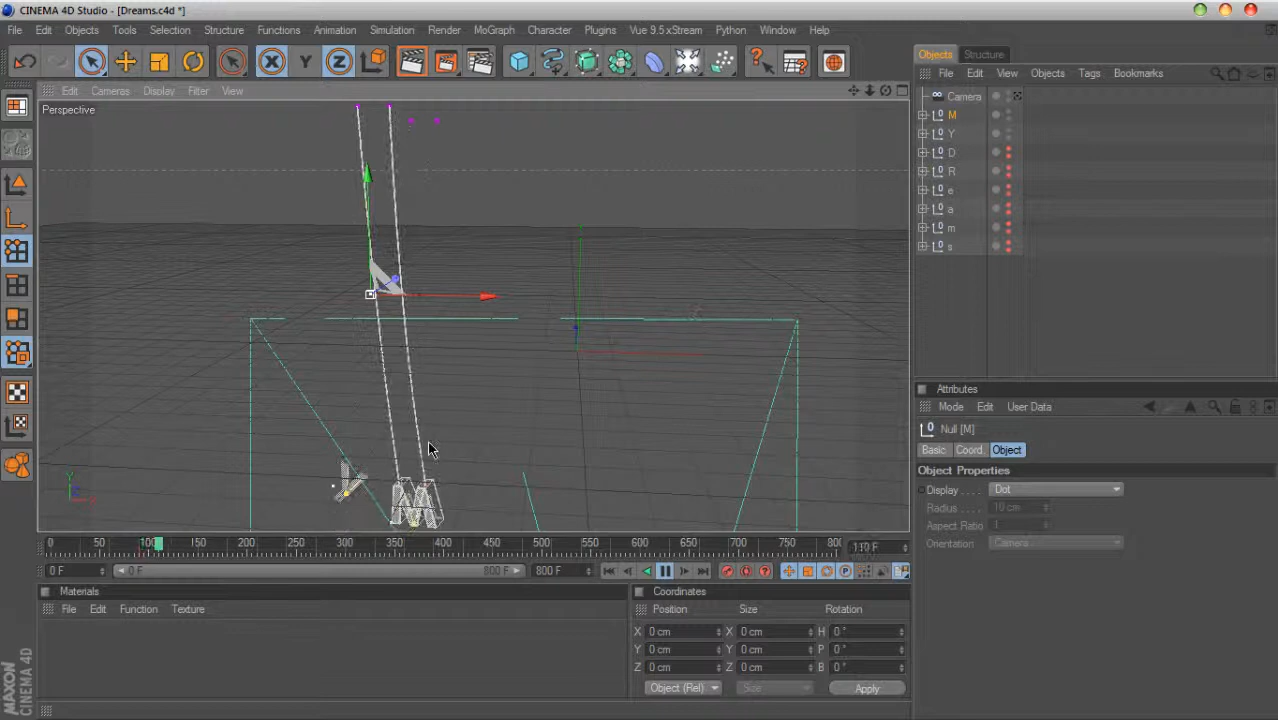 CINEMA 4D Studio - [Dreams.c4d *]
File Edit Objects Tools Selection Structure Functions Animation Simulation Render MoGraph Character Plugins Vue 9.5 xStream Python Window Help
X Y Z
Objects Structure
File Edit View Objects Tags Bookmarks
Edit Cameras Display Filter View
Perspective
Camera
M
Y
D
R
e
a
m
s
Attributes
Mode Edit User Data
Null [M]
Basic Coord. Object
Object Properties
Display Dot
Radius 10 cm
Aspect Ratio 1
Orientation Camera
Y
M
0 50 100 150 200 250 300 350 400 450 500 550 600 650 700 750 800 110 F
0 F 0 F 800 F 800 F
Materials
File Edit Function Texture
Coordinates
Position Size Rotation
X 0 cm X 0 cm H 0 °
Y 0 cm Y 0 cm P 0 °
Z 0 cm Z 0 cm B 0 °
Object (Rel) Size Apply
MAXON
CINEMA 4D